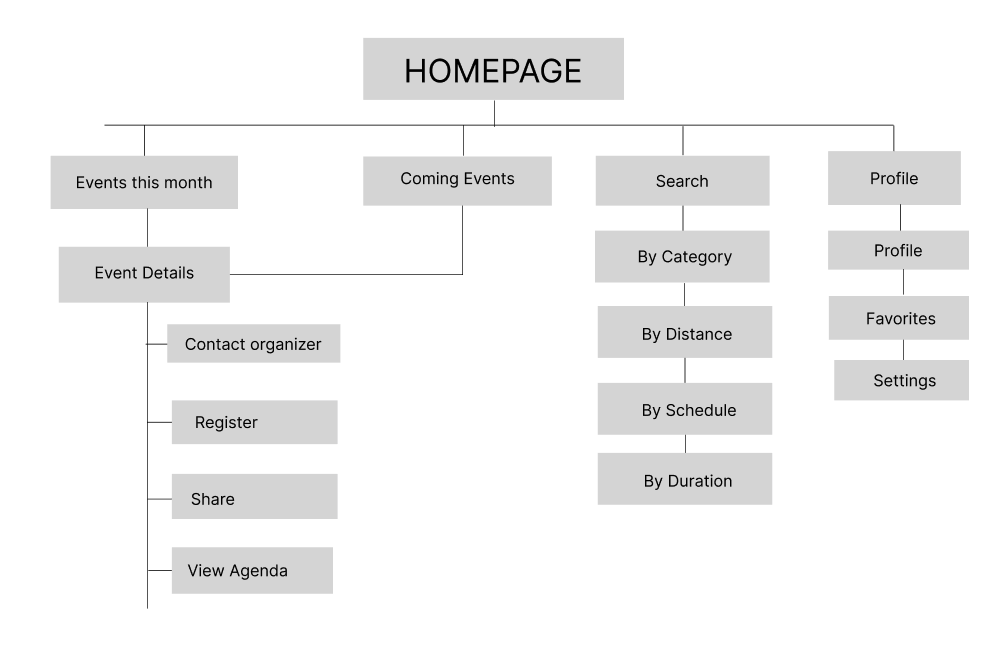 HOMEPAGE
Events this month
Coming Events
Search
Profile
Event Details
By Category
Profile
Contact organizer
By Distance
Favorites
Register
By Schedule
Settings
Share
By Duration
View Agenda